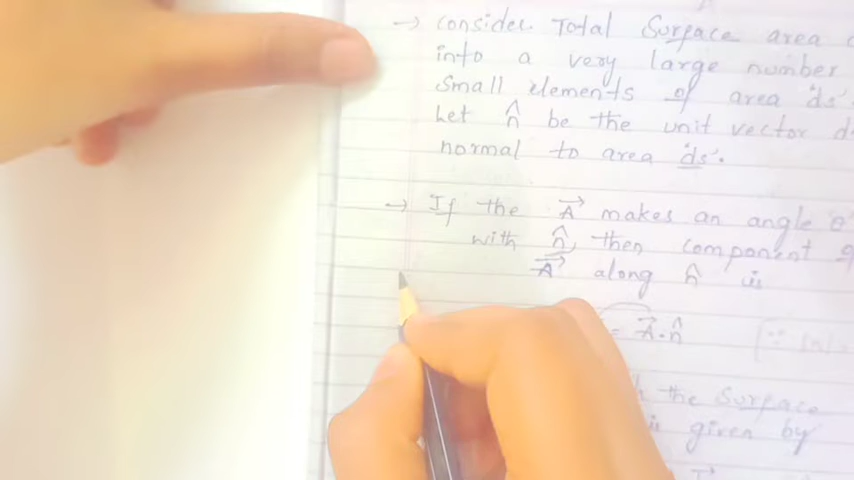 → consider Total Surface area
into a very large number
small elements of area 'ds'.
Let n̂ be the unit vector
normal to area 'ds'.
→ If the A⃗ makes an angle 'θ'
with n̂, then component
A⃗ along n̂ is
= A⃗.n̂
the Surface
is given by